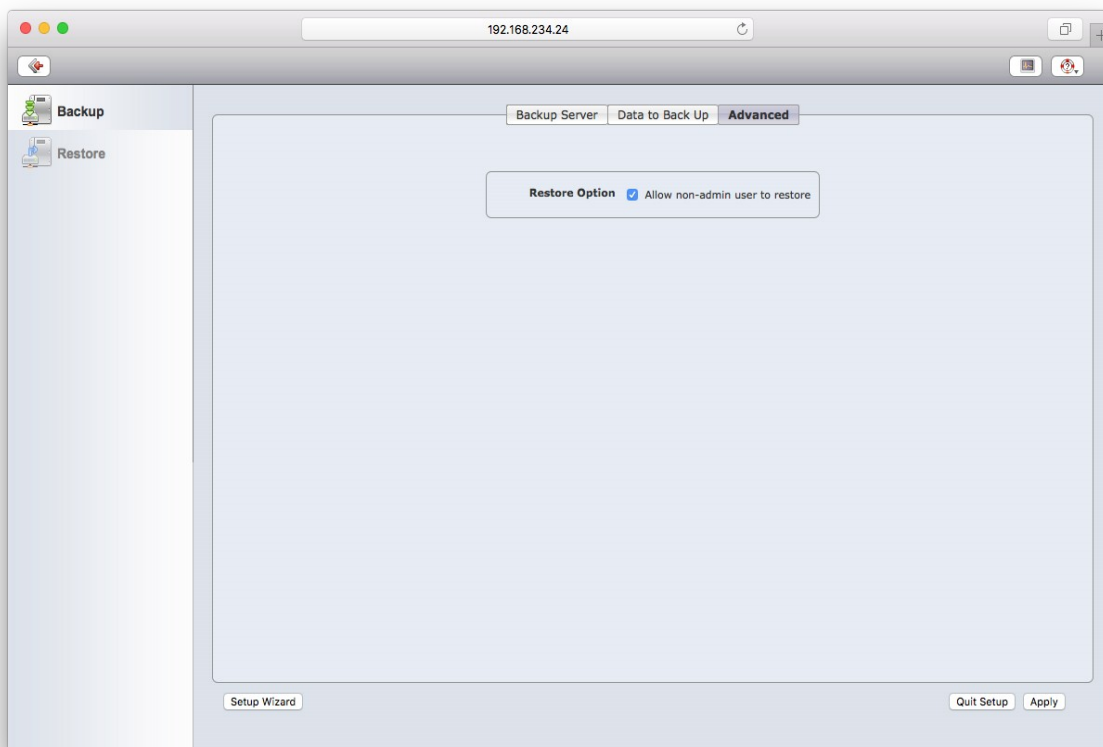 192.168.234.24
Backup
Restore
Backup Server Data to Back Up Advanced
Restore Option Allow non-admin user to restore
Setup Wizard Quit Setup Apply